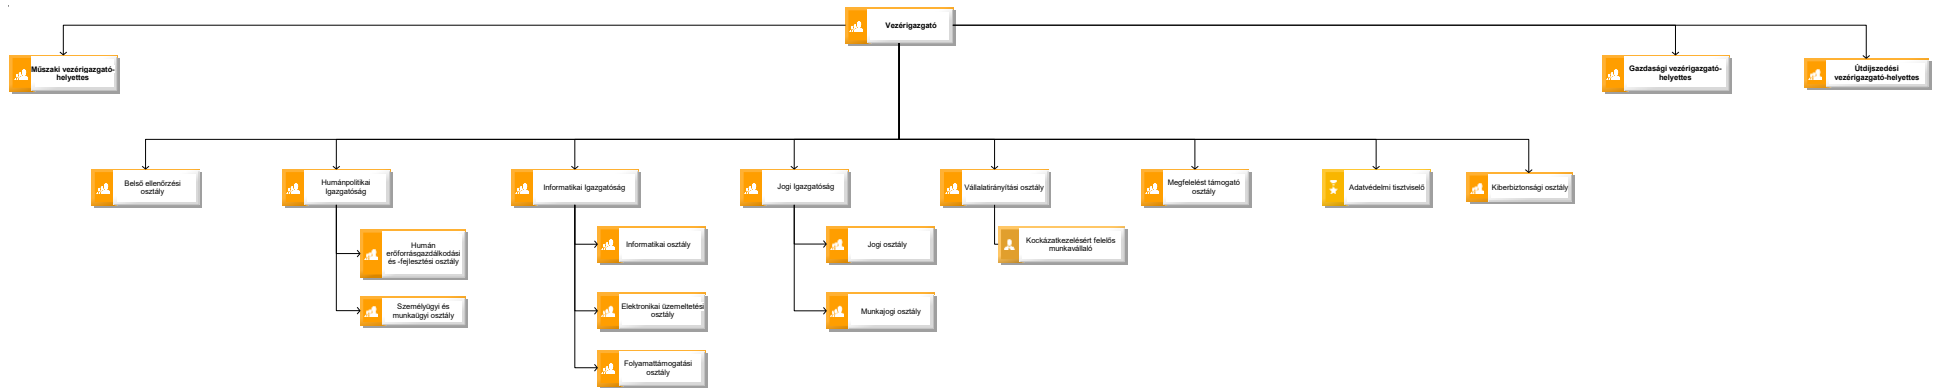 Vezérigazgató
Műszaki vezérigazgató-
helyettes
Gazdasági vezérigazgató-
helyettes
Útdíjszedési
vezérigazgató-helyettes
Belső ellenőrzési
osztály
Humánpolitikai
Igazgatóság
Informatikai Igazgatóság
Jogi Igazgatóság
Vállalatirányítási osztály
Megfelelést támogató
osztály
Adatvédelmi tisztviselő
Kiberbiztonsági osztály
Humán
erőforrásgazdálkodási
és -fejlesztési osztály
Személyügyi és
munkaügyi osztály
Informatikai osztály
Elektronikai üzemeltetési
osztály
Folyamattámogatási
osztály
Jogi osztály
Munkajogi osztály
Kockázatkezelésért felelős
munkavállaló